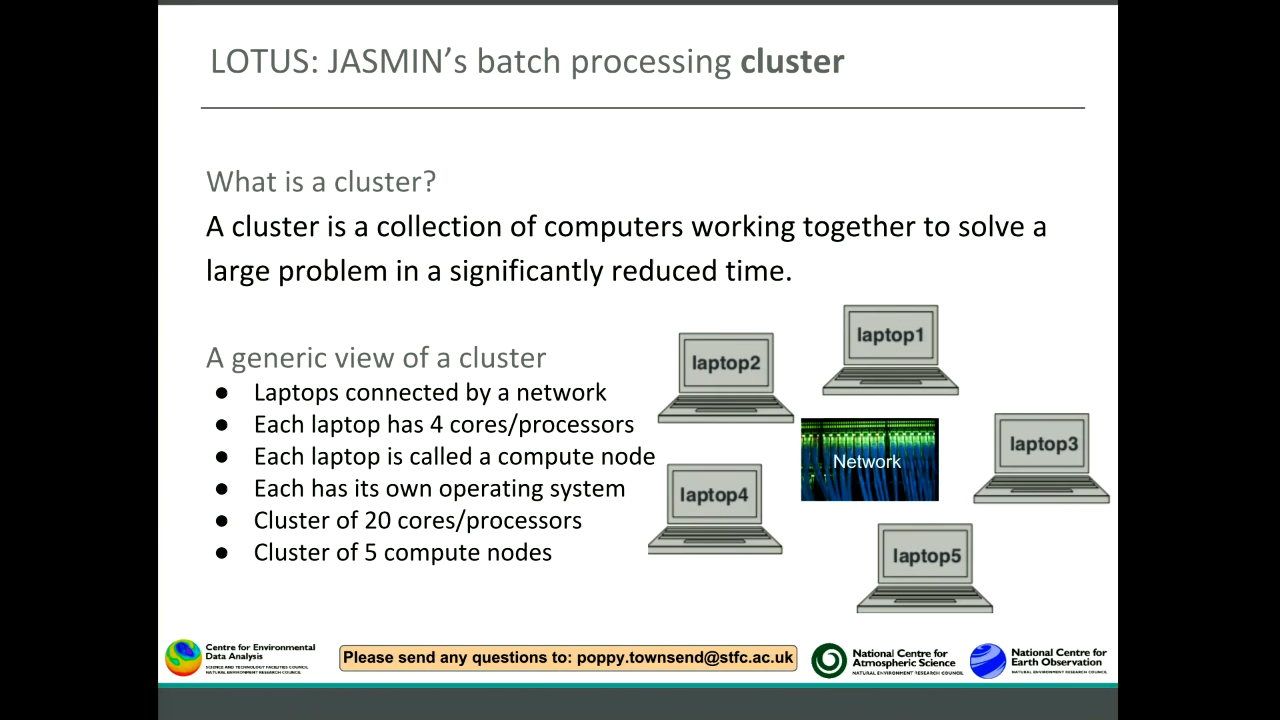 LOTUS: JASMIN’s batch processing cluster
What is a cluster?
A cluster is a collection of computers working together to solve a
large problem in a significantly reduced time.
A generic view of a cluster
● Laptops connected by a network
● Each laptop has 4 cores/processors
● Each laptop is called a compute node
● Each has its own operating system
● Cluster of 20 cores/processors
● Cluster of 5 compute nodes
laptop1
laptop2
laptop3
Network
laptop4
laptop5
Centre for Environmental
Data Analysis
SCIENCE AND TECHNOLOGY FACILITIES COUNCIL
NATURAL ENVIRONMENT RESEARCH COUNCIL
Please send any questions to: poppy.townsend@stfc.ac.uk
National Centre for
Atmospheric Science
NATURAL ENVIRONMENT RESEARCH COUNCIL
National Centre for
Earth Observation
NATURAL ENVIRONMENT RESEARCH COUNCIL